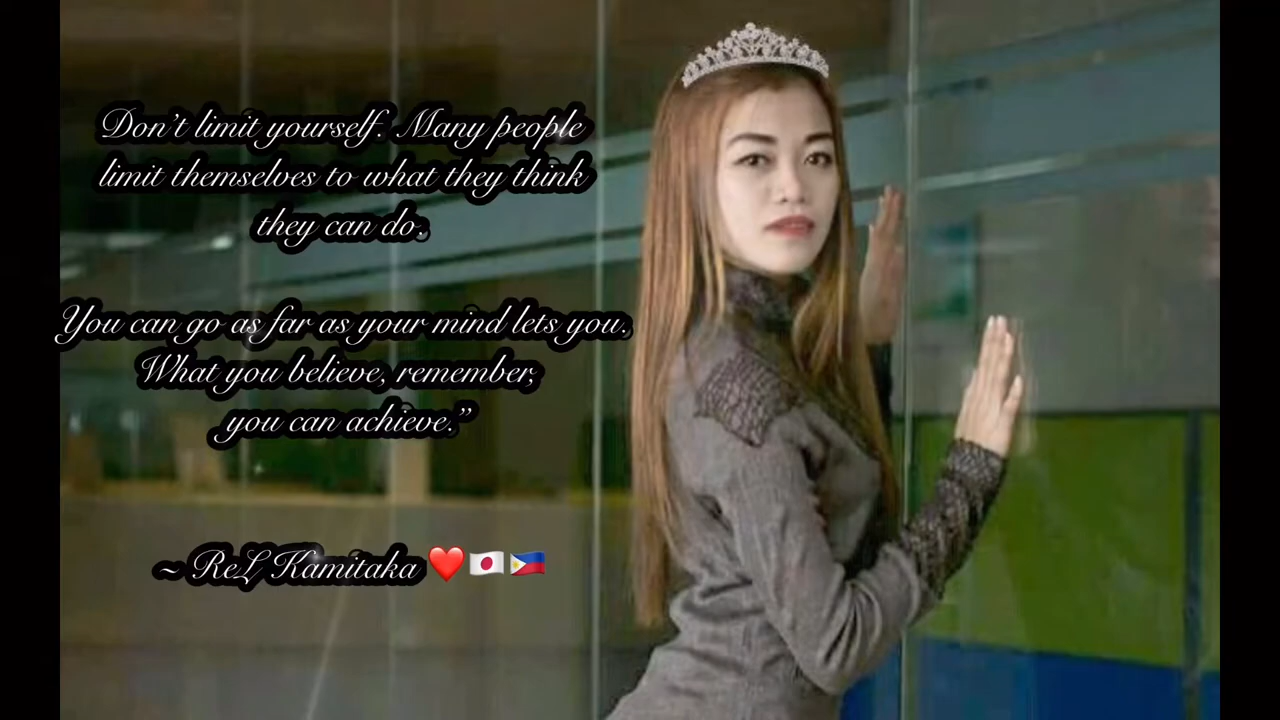 Don't limit yourself. Many people
limit themselves to what they think
they can do.
You can go as far as your mind lets you.
What you believe, remember,
you can achieve.”
~ ReL Kamitaka ❤️🇯🇵🇵🇭